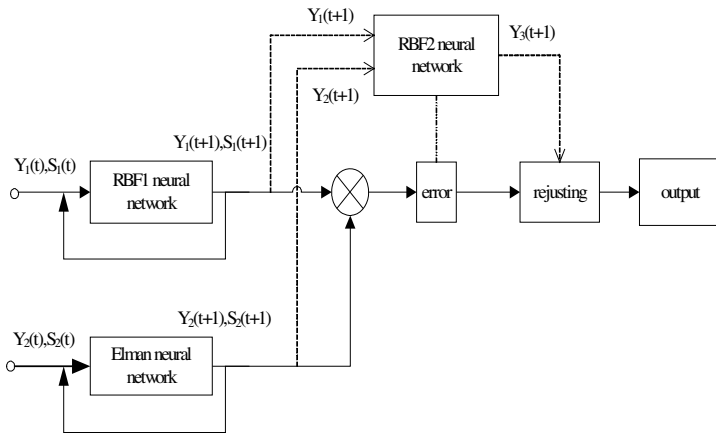 Y₁(t+1)
RBF2 neural
network
Y₃(t+1)
Y₂(t+1)
Y₁(t+1),S₁(t+1)
Y₁(t),S₁(t)
RBF1 neural
network
error
rejusting
output
Y₂(t+1),S₂(t+1)
Y₂(t),S₂(t)
Elman neural
network